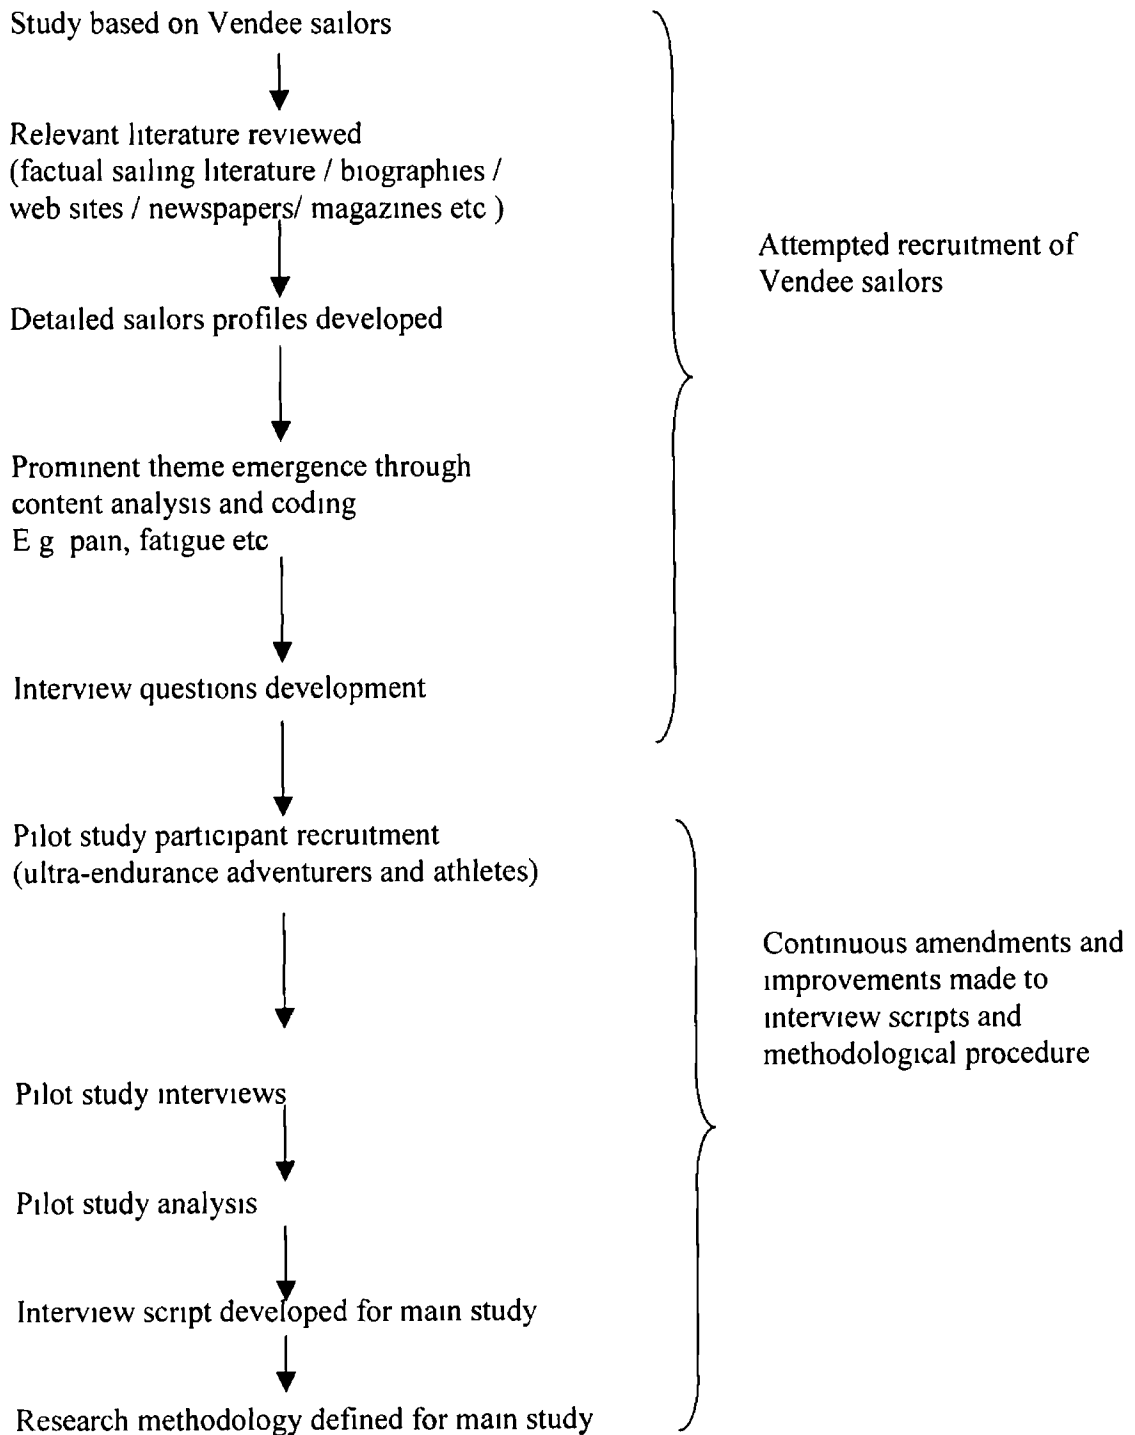 Study based on Vendee sailors
Relevant literature reviewed
(factual sailing literature / biographies /
web sites / newspapers/ magazines etc )
Detailed sailors profiles developed
Prominent theme emergence through
content analysis and coding
E g pain, fatigue etc
Interview questions development
Attempted recruitment of
Vendee sailors
Pilot study participant recruitment
(ultra-endurance adventurers and athletes)
Pilot study interviews
Pilot study analysis
Interview script developed for main study
Research methodology defined for main study
Continuous amendments and
improvements made to
interview scripts and
methodological procedure